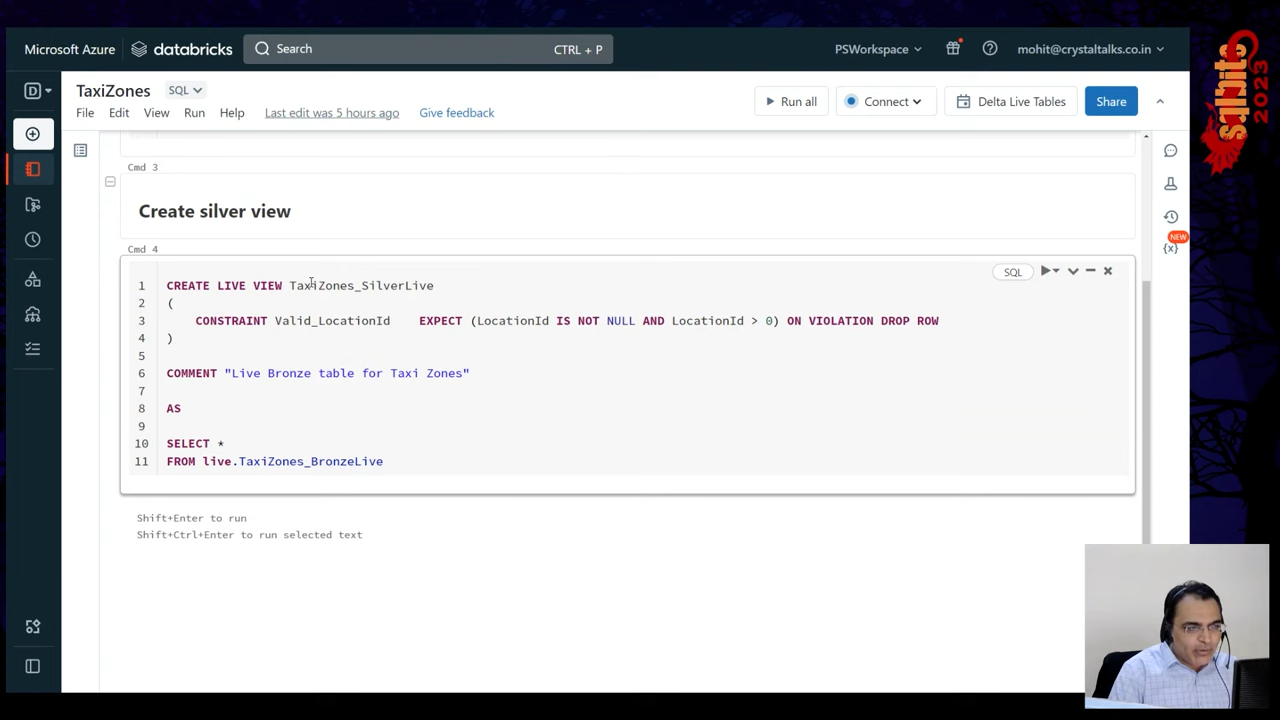 Microsoft Azure databricks Search CTRL + P PSWorkspace mohit@crystaltalks.co.in
sqlbits 2023
D TaxiZones SQL
File Edit View Run Help Last edit was 5 hours ago Give feedback Run all Connect Delta Live Tables Share
Cmd 3
Create silver view
NEW
Cmd 4
SQL
1 CREATE LIVE VIEW TaxiZones_SilverLive
2 (
3 CONSTRAINT Valid_LocationId EXPECT (LocationId IS NOT NULL AND LocationId > 0) ON VIOLATION DROP ROW
4 )
5
6 COMMENT "Live Bronze table for Taxi Zones"
7
8 AS
9
10 SELECT *
11 FROM live.TaxiZones_BronzeLive
Shift+Enter to run
Shift+Ctrl+Enter to run selected text